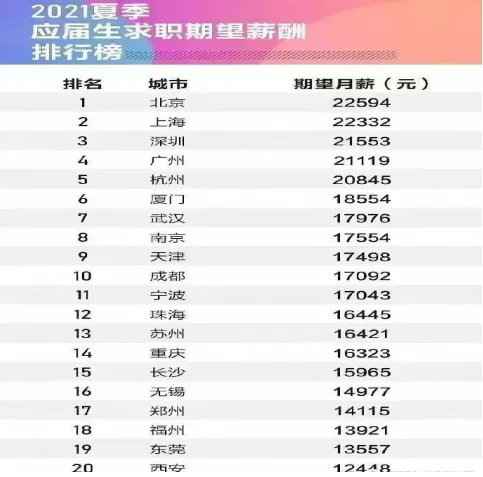 2021夏季
应届生求职期望薪酬
排行榜
排名 城市 期望月薪（元）
1 北京 22594
2 上海 22332
3 深圳 21553
4 广州 21119
5 杭州 20845
6 厦门 18554
7 武汉 17976
8 南京 17554
9 天津 17498
10 成都 17092
11 宁波 17043
12 珠海 16445
13 苏州 16421
14 重庆 16323
15 长沙 15965
16 无锡 14977
17 郑州 14115
18 福州 13921
19 东莞 13557
20 西安 12448